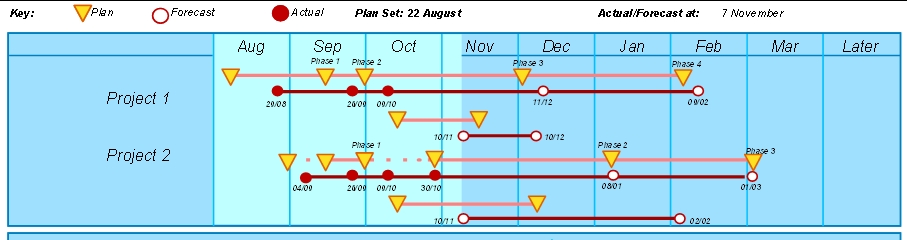 Key: Plan Forecast Actual Plan Set: 22 August Actual/Forecast at: 7 November
Aug Sep Oct Nov Dec Jan Feb Mar Later
Phase 1 Phase 2 Phase 3 Phase 4
Project 1
29/08 28/09 09/10 11/12 09/02
10/11 10/12
Project 2
Phase 1 Phase 2 Phase 3
04/09 28/09 09/10 30/10 08/01 01/03
10/11 02/02